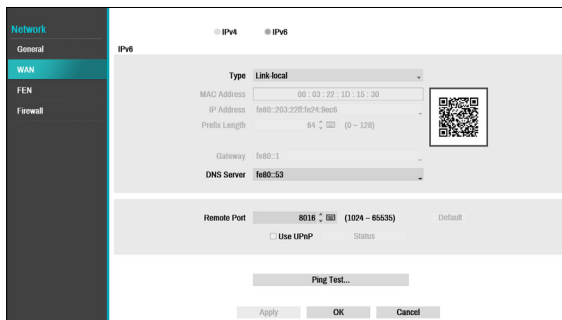 Network
General
WAN
FEN
Firewall
IPv4 IPv6
IPv6
Type Link-local
MAC Address 00 : 03 : 22 : 1D : 15 : 30
IP Address fe80::203:22ff:fe24:9ec6
Prefix Length 64 (0 – 128)
Gateway fe80::1
DNS Server fe80::53
Remote Port 8016 (1024 – 65535) Default
Use UPnP Status
Ping Test...
Apply OK Cancel